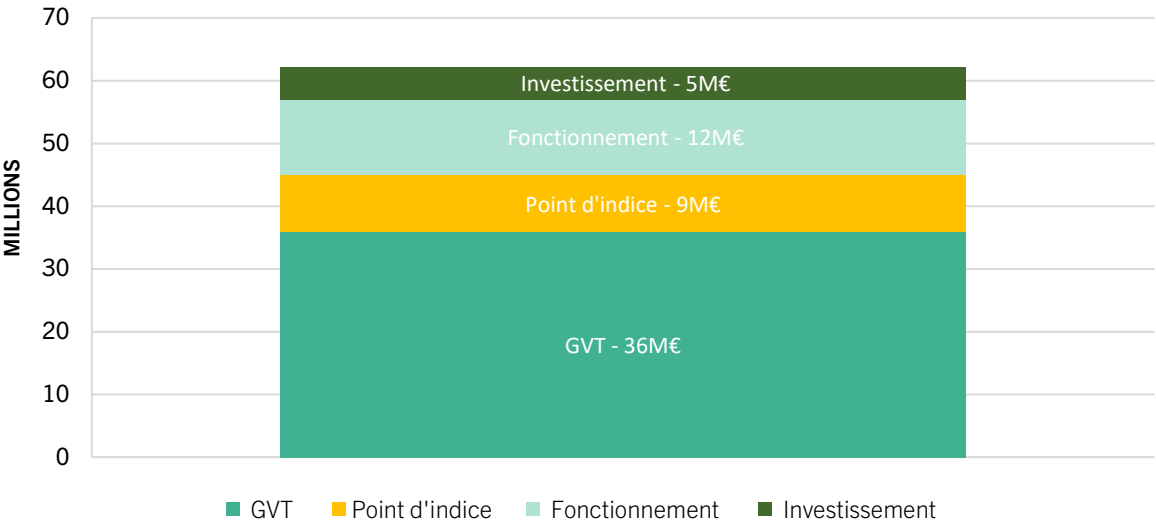 70
60
50
40
30
20
10
0
MILLIONS
Investissement - 5M€
Fonctionnement - 12M€
Point d'indice - 9M€
GVT - 36M€
GVT Point d'indice Fonctionnement Investissement